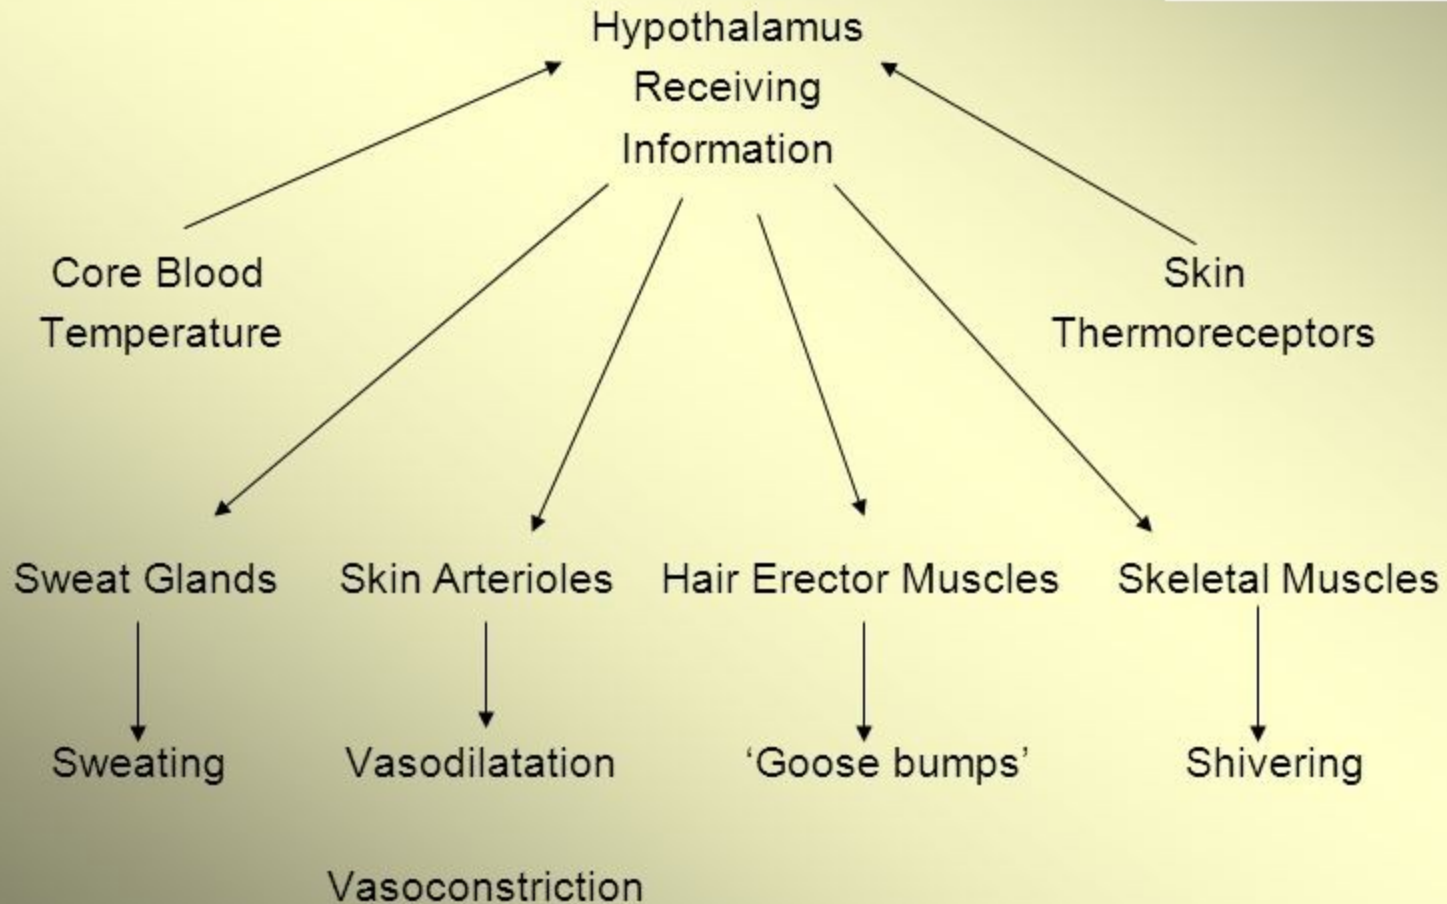 Hypothalamus
Receiving
Information
Core Blood
Temperature
Skin
Thermoreceptors
Sweat Glands
Skin Arterioles
Hair Erector Muscles
Skeletal Muscles
Sweating
Vasodilatation
‘Goose bumps’
Shivering
Vasoconstriction